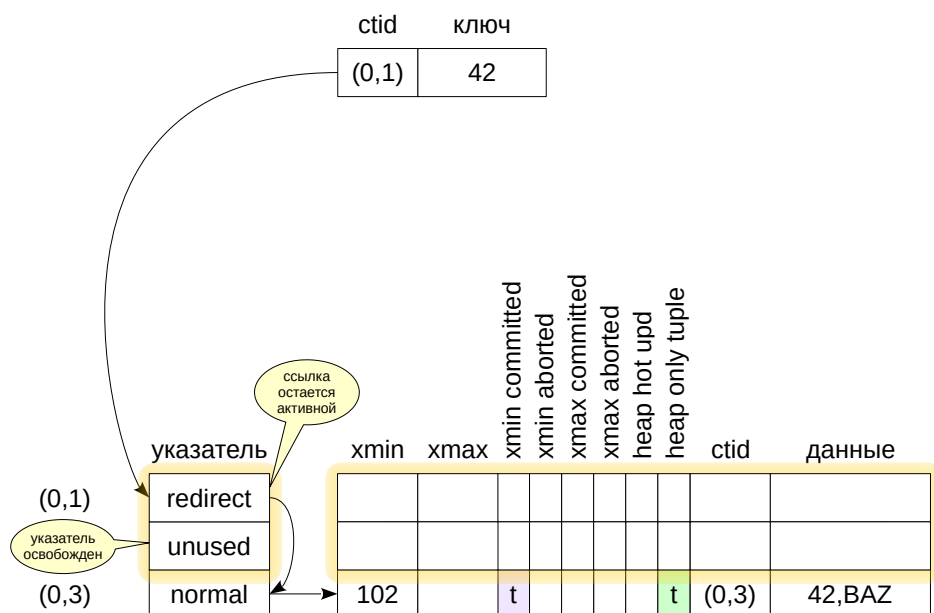 ctid ключ
(0,1) 42
xmin committed
xmin aborted
xmax committed
xmax aborted
heap hot upd
heap only tuple
ссылка
остается
активной
указатель xmin xmax ctid данные
(0,1) redirect
указатель
освобожден
unused
(0,3) normal 102 t t (0,3) 42,BAZ